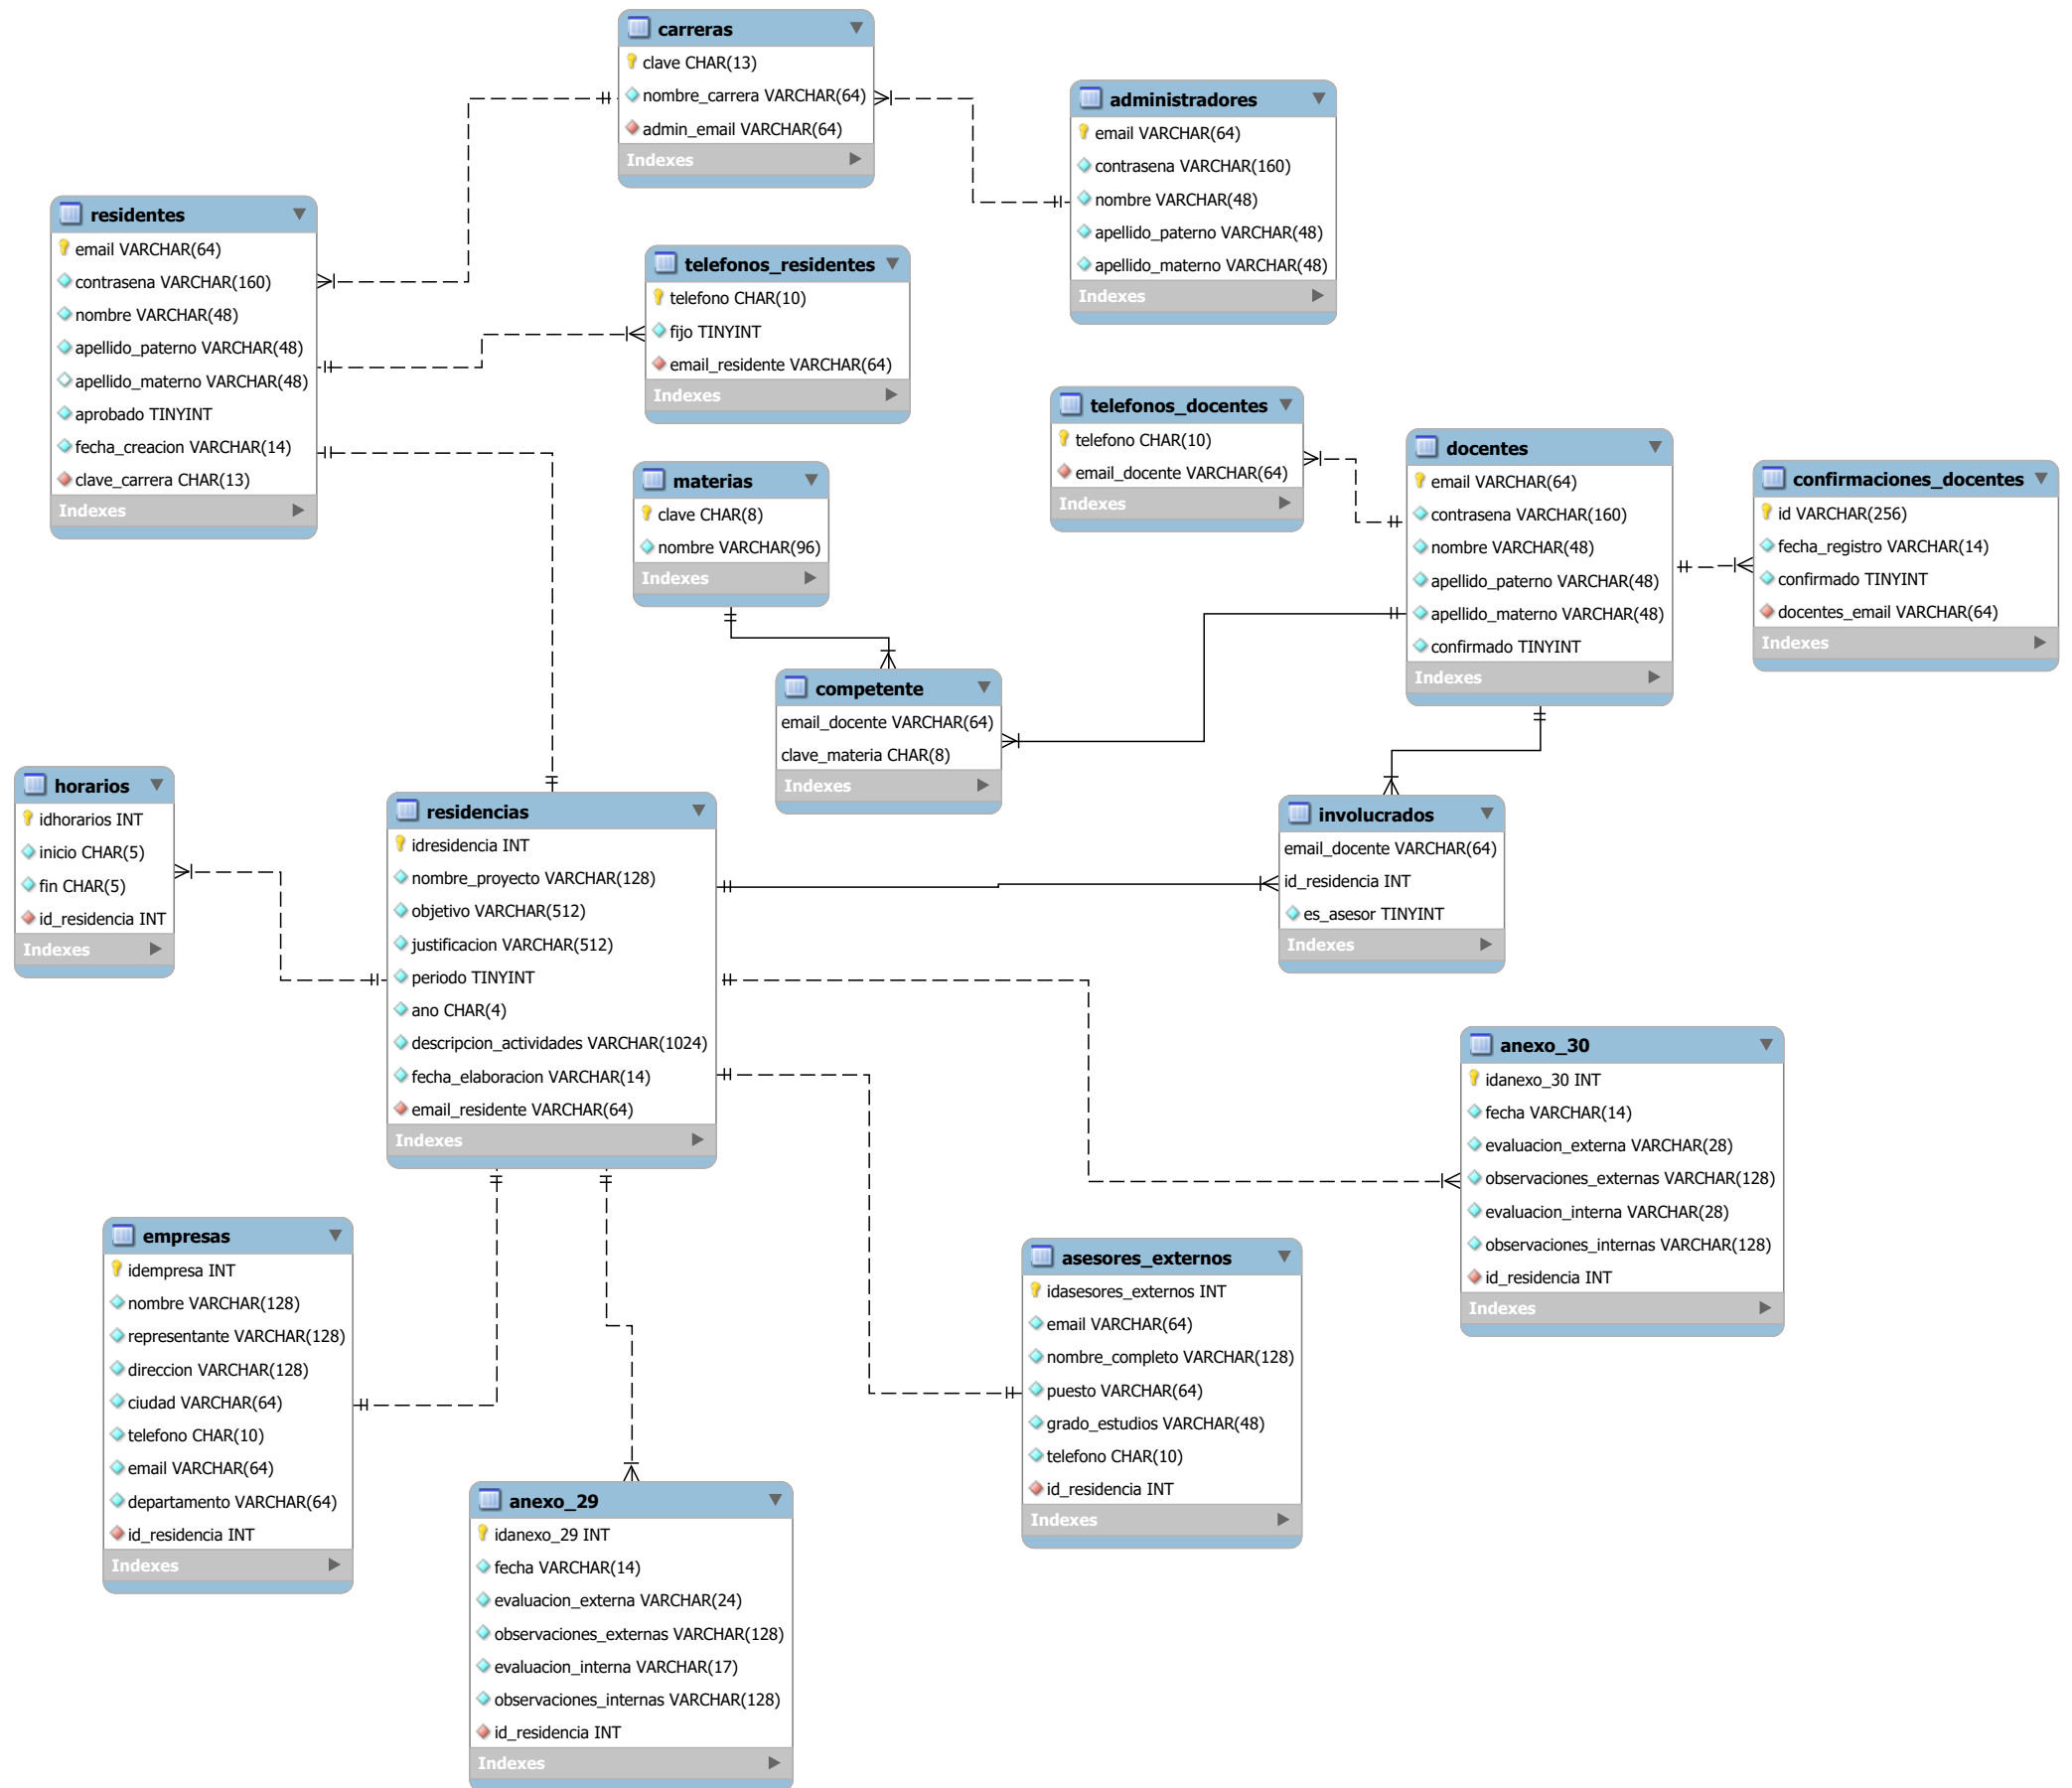 carreras
clave CHAR(13)
nombre_carrera VARCHAR(64)
admin_email VARCHAR(64)
Indexes
administradores
email VARCHAR(64)
contrasena VARCHAR(160)
nombre VARCHAR(48)
apellido_paterno VARCHAR(48)
apellido_materno VARCHAR(48)
Indexes
residentes
email VARCHAR(64)
contrasena VARCHAR(160)
nombre VARCHAR(48)
apellido_paterno VARCHAR(48)
apellido_materno VARCHAR(48)
aprobado TINYINT
fecha_creacion VARCHAR(14)
clave_carrera CHAR(13)
Indexes
telefonos_residentes
telefono CHAR(10)
fijo TINYINT
email_residente VARCHAR(64)
Indexes
telefonos_docentes
telefono CHAR(10)
email_docente VARCHAR(64)
Indexes
docentes
email VARCHAR(64)
contrasena VARCHAR(160)
nombre VARCHAR(48)
apellido_paterno VARCHAR(48)
apellido_materno VARCHAR(48)
confirmado TINYINT
Indexes
confirmaciones_docentes
id VARCHAR(256)
fecha_registro VARCHAR(14)
confirmado TINYINT
docentes_email VARCHAR(64)
Indexes
materias
clave CHAR(8)
nombre VARCHAR(96)
Indexes
competente
email_docente VARCHAR(64)
clave_materia CHAR(8)
Indexes
horarios
idhorarios INT
inicio CHAR(5)
fin CHAR(5)
id_residencia INT
Indexes
residencias
idresidencia INT
nombre_proyecto VARCHAR(128)
objetivo VARCHAR(512)
justificacion VARCHAR(512)
periodo TINYINT
ano CHAR(4)
descripcion_actividades VARCHAR(1024)
fecha_elaboracion VARCHAR(14)
email_residente VARCHAR(64)
Indexes
involucrados
email_docente VARCHAR(64)
id_residencia INT
es_asesor TINYINT
Indexes
anexo_30
idanexo_30 INT
fecha VARCHAR(14)
evaluacion_externa VARCHAR(28)
observaciones_externas VARCHAR(128)
evaluacion_interna VARCHAR(28)
observaciones_internas VARCHAR(128)
id_residencia INT
Indexes
empresas
idempresa INT
nombre VARCHAR(128)
representante VARCHAR(128)
direccion VARCHAR(128)
ciudad VARCHAR(64)
telefono CHAR(10)
email VARCHAR(64)
departamento VARCHAR(64)
id_residencia INT
Indexes
asesores_externos
idasesores_externos INT
email VARCHAR(64)
nombre_completo VARCHAR(128)
puesto VARCHAR(64)
grado_estudios VARCHAR(48)
telefono CHAR(10)
id_residencia INT
Indexes
anexo_29
idanexo_29 INT
fecha VARCHAR(14)
evaluacion_externa VARCHAR(24)
observaciones_externas VARCHAR(128)
evaluacion_interna VARCHAR(17)
observaciones_internas VARCHAR(128)
id_residencia INT
Indexes